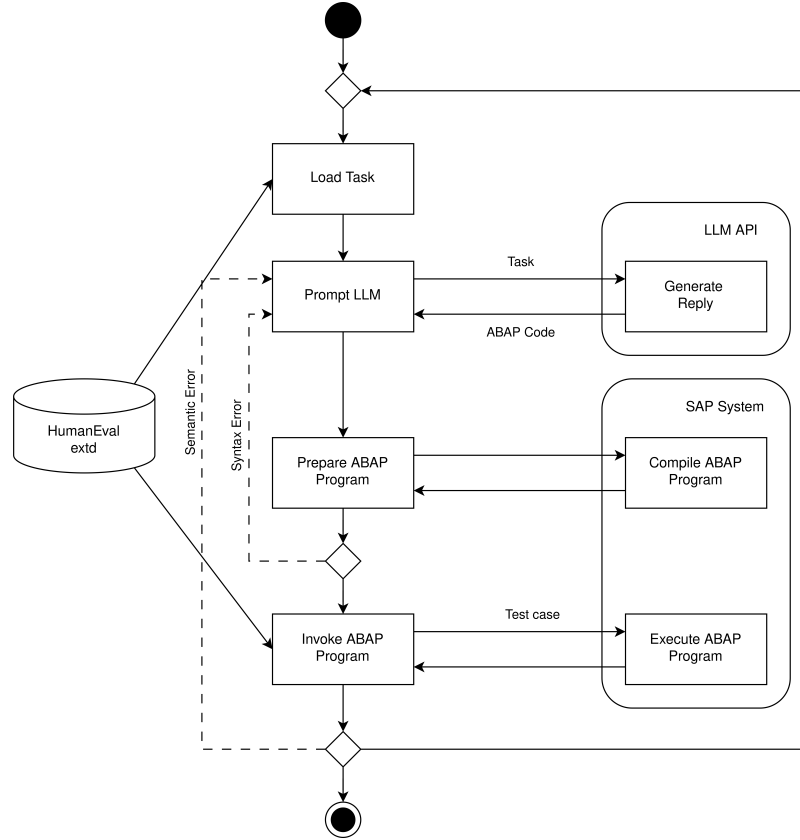 Load Task
LLM API
Prompt LLM
Task
Generate
Reply
ABAP Code
HumanEval
extd
Semantic Error
Syntax Error
SAP System
Prepare ABAP
Program
Compile ABAP
Program
Invoke ABAP
Program
Test case
Execute ABAP
Program